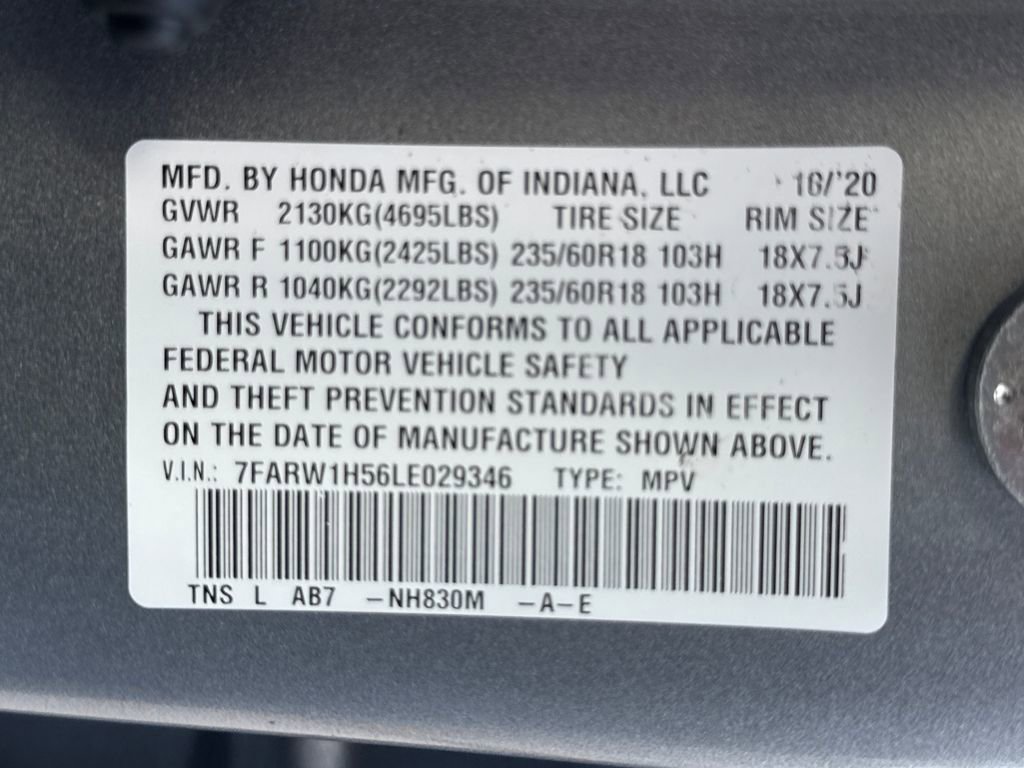 MFD. BY HONDA MFG. OF INDIANA, LLC
GVWR 2130KG(4695LBS) TIRE SIZE RIM SIZE
GAWR F 1100KG(2425LBS) 235/60R18 103H 18X7.5J
GAWR R 1040KG(2292LBS) 235/60R18 103H 18X7.5J
THIS VEHICLE CONFORMS TO ALL APPLICABLE
FEDERAL MOTOR VEHICLE SAFETY
AND THEFT PREVENTION STANDARDS IN EFFECT
ON THE DATE OF MANUFACTURE SHOWN ABOVE.
V.I.N.: 7FARW1H56LE029346 TYPE: MPV
TNS L AB7 -NH830M -A-E